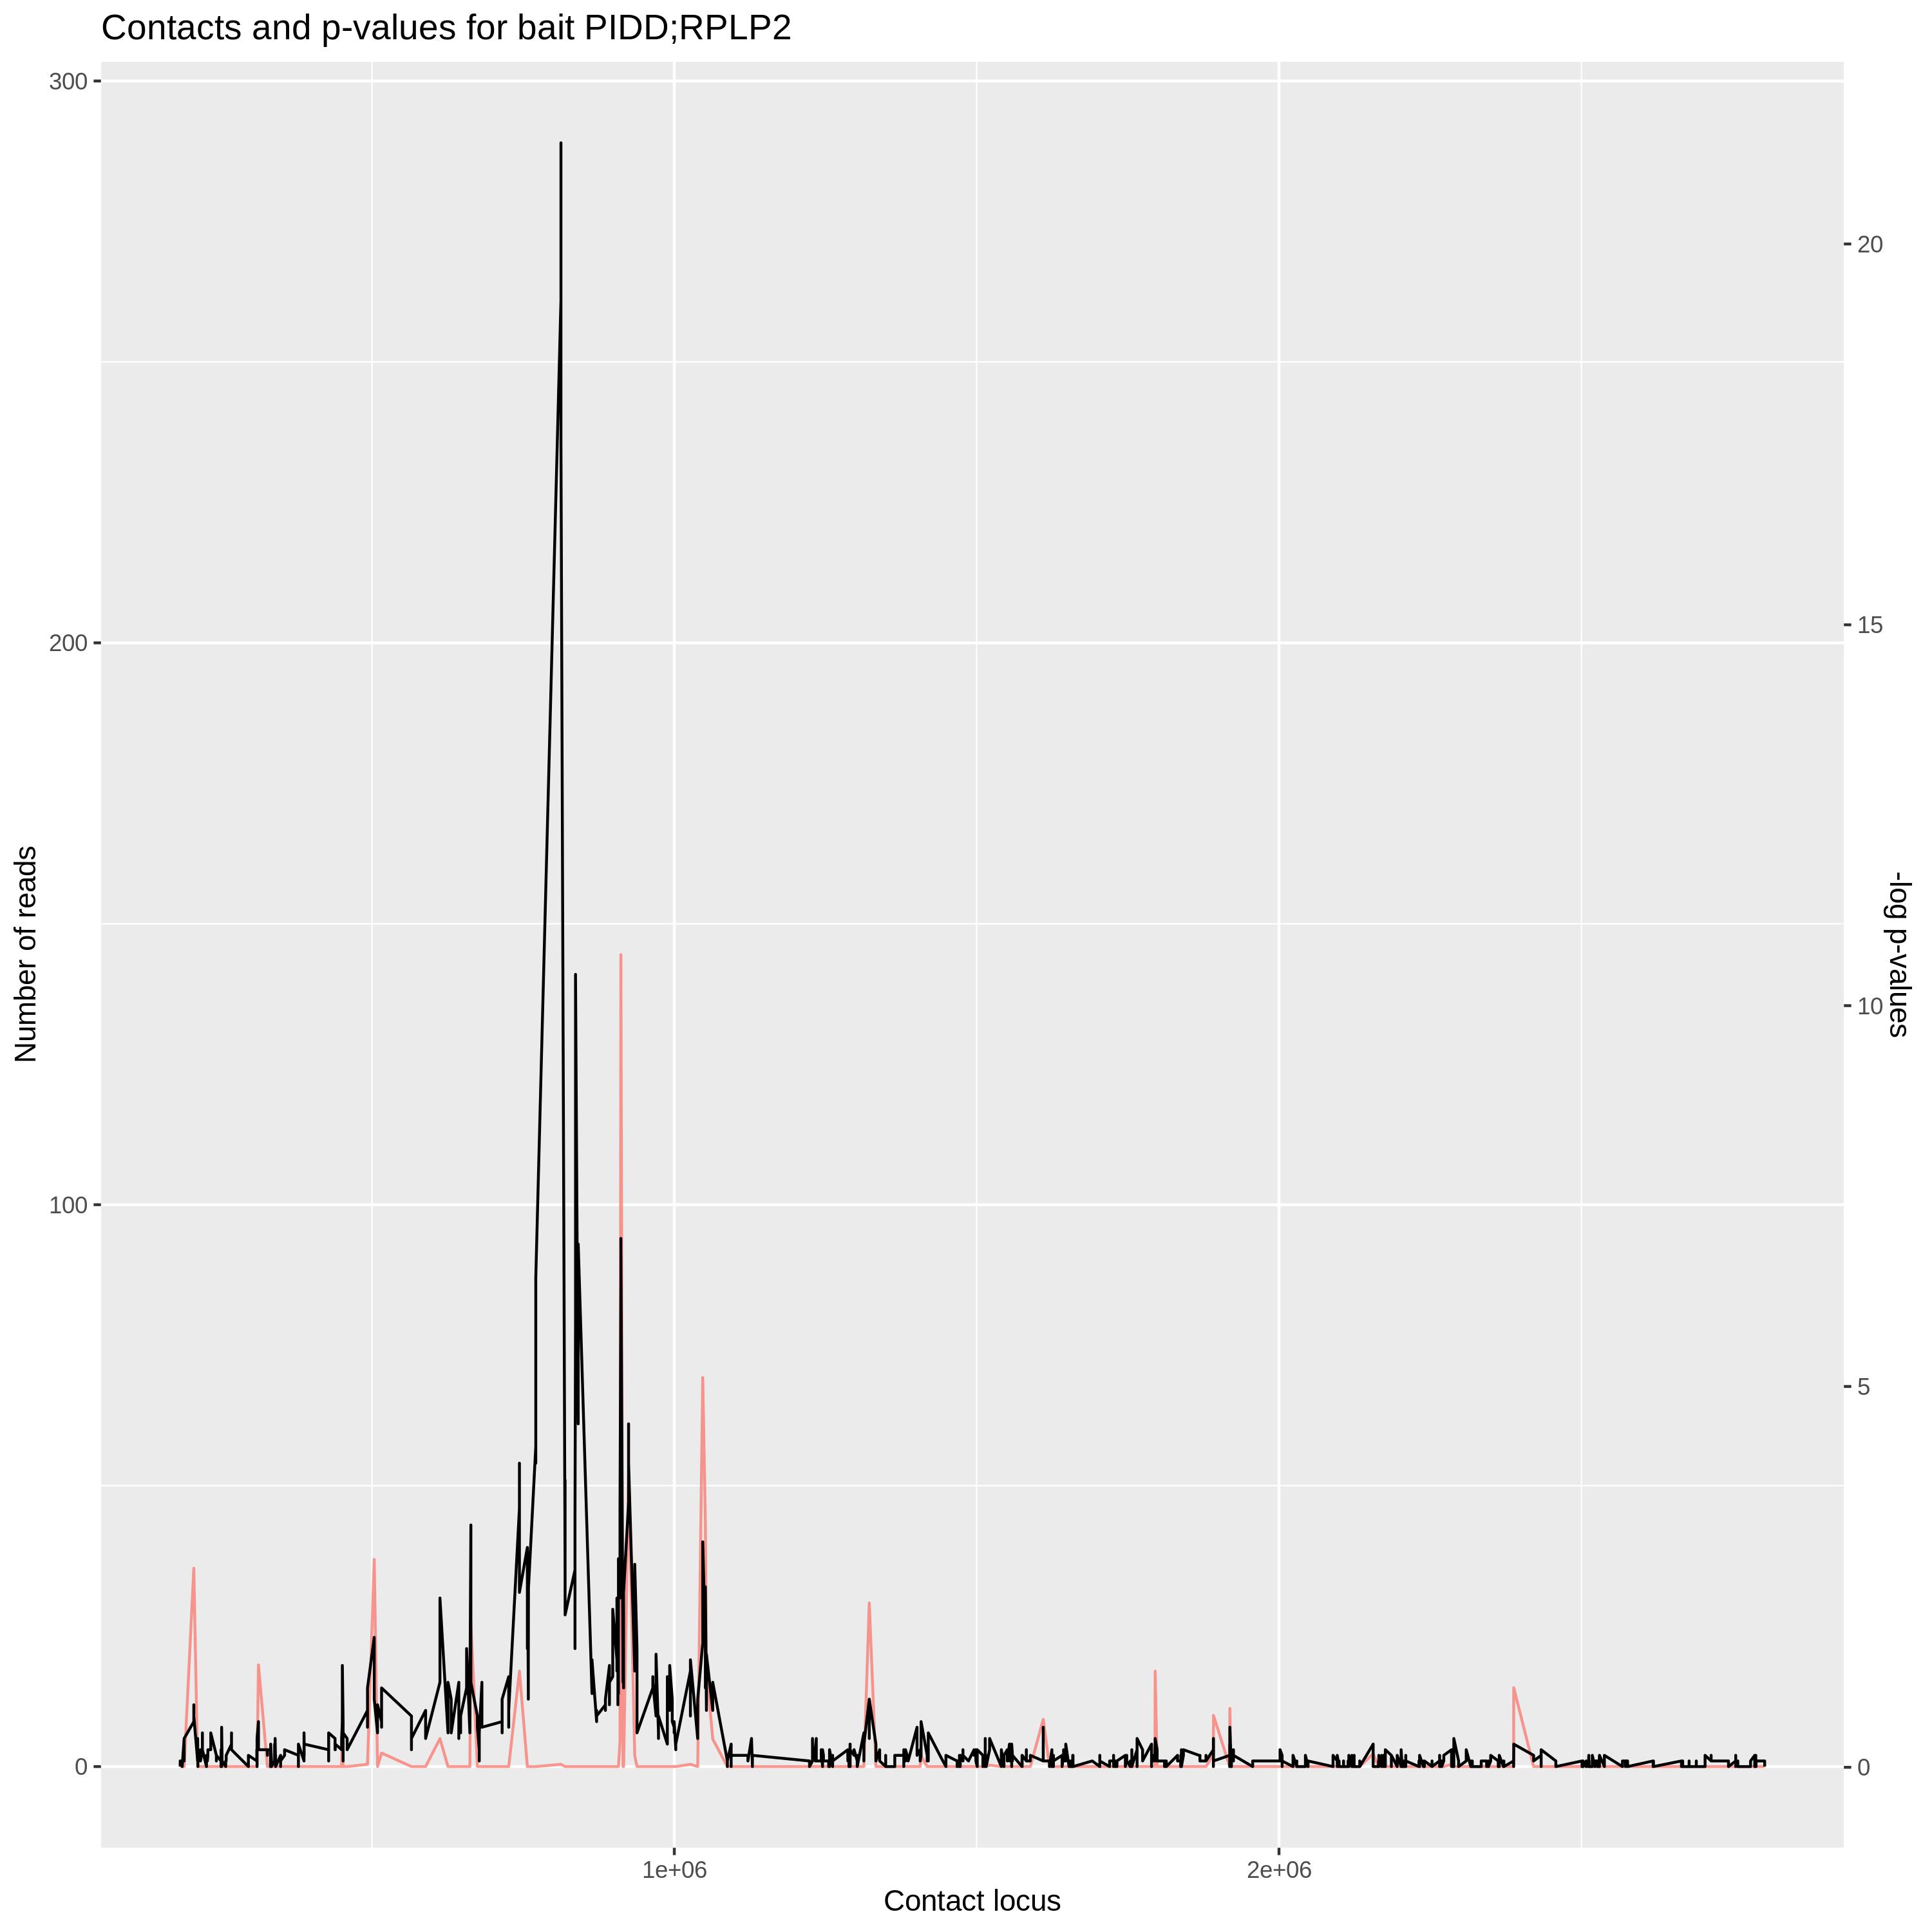 Contacts and p-values for bait PIDD;RPLP2
300
200
100
0
20
15
10
5
0
Number of reads
-log p-values
1e+06
2e+06
Contact locus